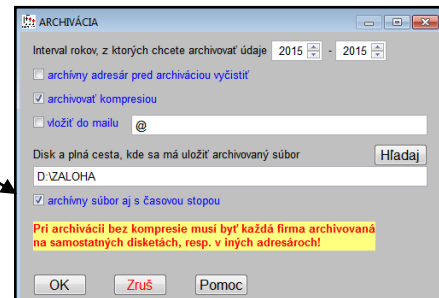 ARCHIVÁCIA
Interval rokov, z ktorých chcete archivovať údaje 2015 - 2015
archívny adresár pred archiváciou vyčistiť
archivovať kompresiou
vložiť do mailu @
Disk a plná cesta, kde sa má uložiť archivovaný súbor Hľadaj
D:\ZALOHA
archívny súbor aj s časovou stopou
Pri archivácii bez kompresie musí byť každá firma archivovaná
na samostatných disketách, resp. v iných adresároch!
OK Zruš Pomoc